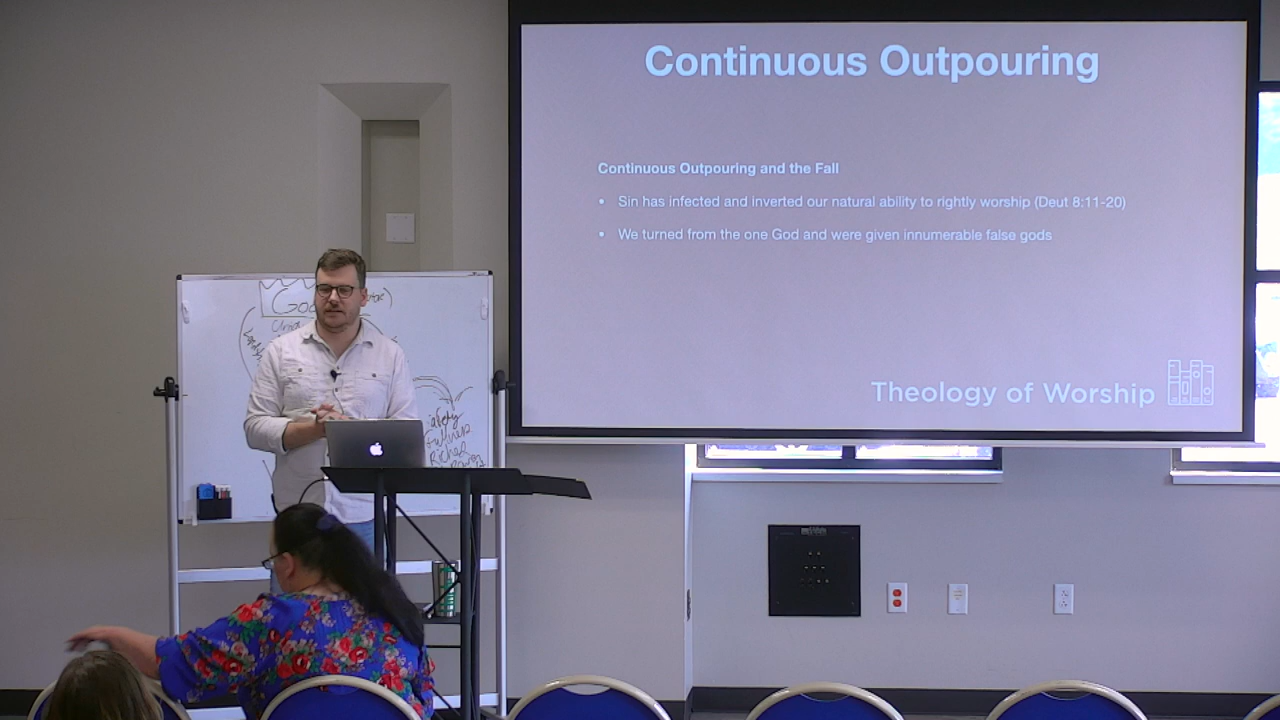 Continuous Outpouring
Continuous Outpouring and the Fall
• Sin has infected and inverted our natural ability to rightly worship (Deut 8:11-20)
• We turned from the one God and were given innumerable false gods
Theology of Worship